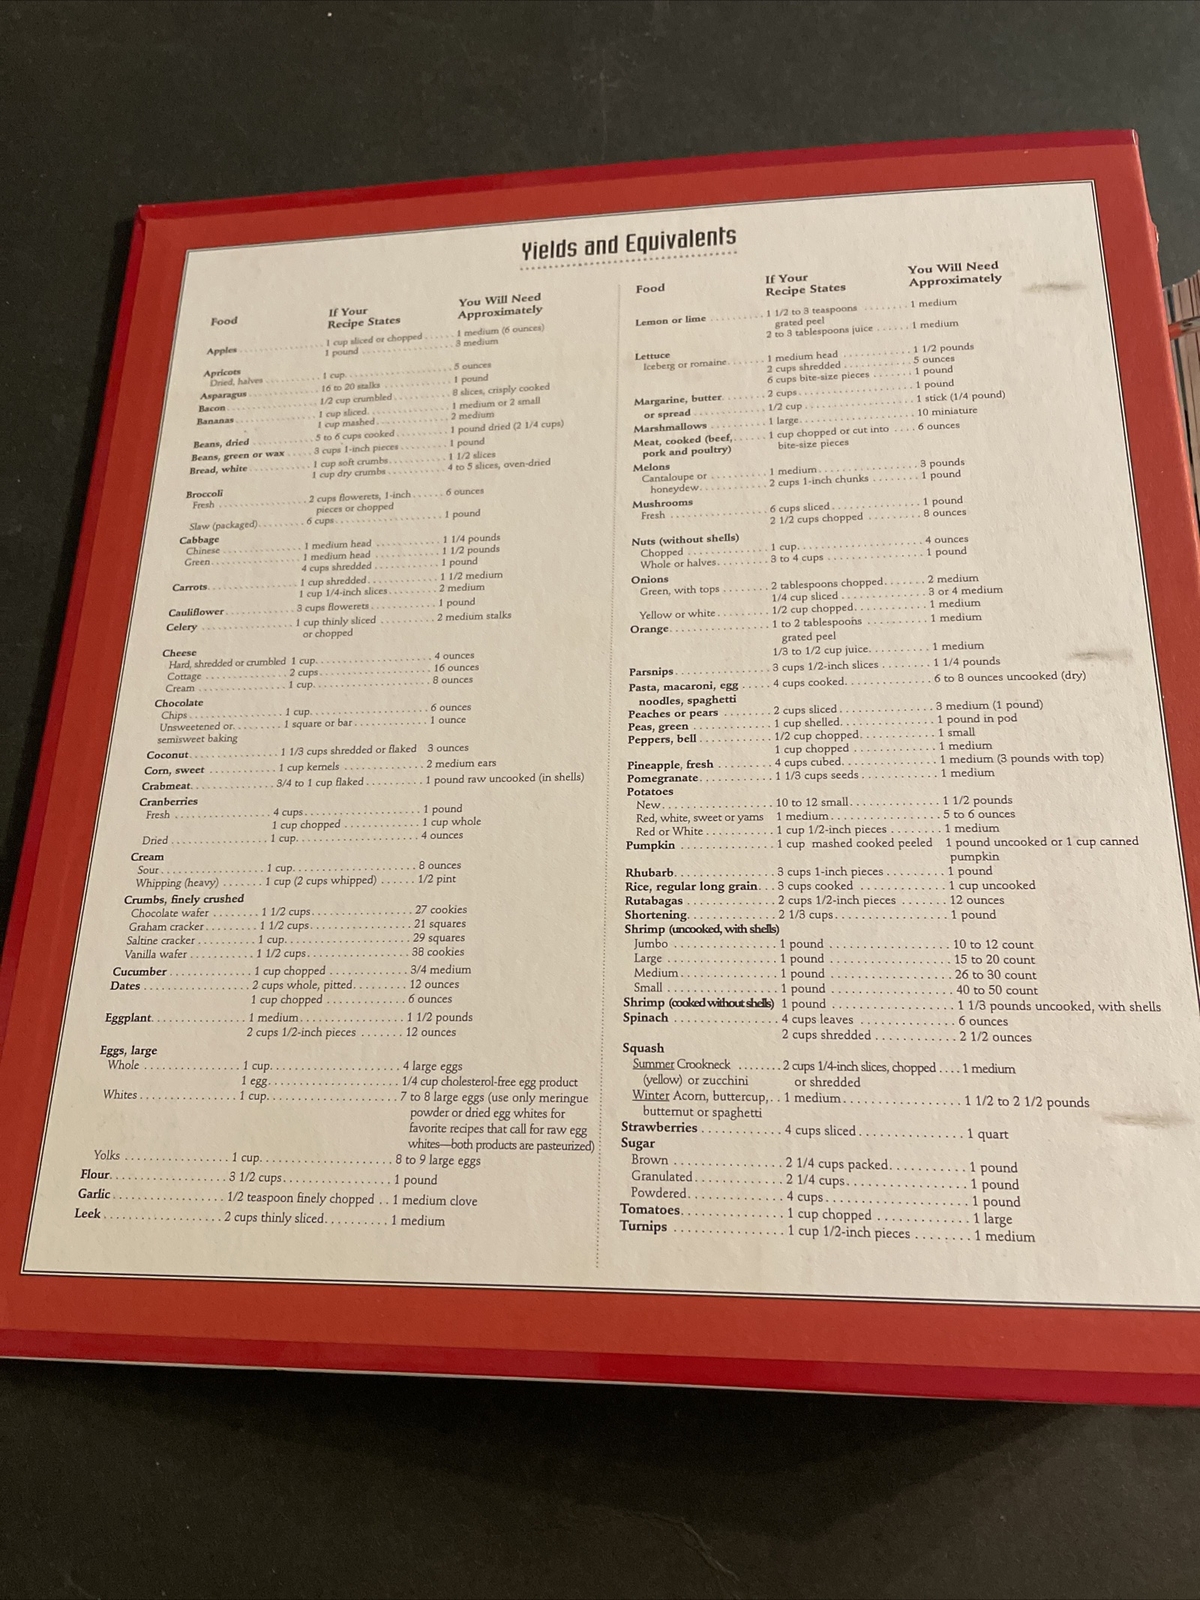 Yields and Equivalents
Food If Your Recipe States You Will Need Approximately
Apples 1 cup sliced or chopped 1 medium (6 ounces)
1 pound 3 medium
Apricots
Dried, halves 1 cup 5 ounces
Asparagus 16 to 20 stalks 1 pound
Bacon 1/2 cup crumbled 8 slices, crisply cooked
Bananas 1 cup sliced 1 medium or 2 small
1 cup mashed 2 medium
Beans, dried 5 to 6 cups cooked 1 pound dried (2 1/4 cups)
Beans, green or wax 3 cups 1-inch pieces 1 pound
Bread, white 1 cup soft crumbs 1 1/2 slices
1 cup dry crumbs 4 to 5 slices, oven-dried
Broccoli
Fresh 2 cups flowerets, 1-inch 6 ounces
pieces or chopped
Slaw (packaged) 6 cups 1 pound
Cabbage
Chinese 1 medium head 1 1/4 pounds
Green 1 medium head 1 1/2 pounds
4 cups shredded 1 pound
Carrots 1 cup shredded 1 1/2 medium
1 cup 1/4-inch slices 2 medium
Cauliflower 3 cups flowerets 1 pound
Celery 1 cup thinly sliced 2 medium stalks
or chopped
Cheese
Hard, shredded or crumbled 1 cup 4 ounces
Cottage 2 cups 16 ounces
Cream 1 cup 8 ounces
Chocolate
Chips 1 cup 6 ounces
Unsweetened or 1 square or bar 1 ounce
semisweet baking
Coconut 1 1/3 cups shredded or flaked 3 ounces
Corn, sweet 1 cup kernels 2 medium ears
Crabmeat 3/4 to 1 cup flaked 1 pound raw uncooked (in shells)
Cranberries
Fresh 4 cups 1 pound
1 cup chopped 1 cup whole
Dried 1 cup 4 ounces
Cream
Sour 1 cup 8 ounces
Whipping (heavy) 1 cup (2 cups whipped) 1/2 pint
Crumbs, finely crushed
Chocolate wafer 1 1/2 cups 27 cookies
Graham cracker 1 1/2 cups 21 squares
Saltine cracker 1 cup 29 squares
Vanilla wafer 1 1/2 cups 38 cookies
Cucumber 1 cup chopped 3/4 medium
Dates 2 cups whole, pitted 12 ounces
1 cup chopped 6 ounces
Eggplant 1 medium 1 1/2 pounds
2 cups 1/2-inch pieces 12 ounces
Eggs, large
Whole 1 cup 4 large eggs
1 egg 1/4 cup cholesterol-free egg product
Whites 1 cup 7 to 8 large eggs (use only meringue
powder or dried egg whites for
favorite recipes that call for raw egg
whites—both products are pasteurized)
Yolks 1 cup 8 to 9 large eggs
Flour 3 1/2 cups 1 pound
Garlic 1/2 teaspoon finely chopped 1 medium clove
Leek 2 cups thinly sliced 1 medium
Food If Your Recipe States You Will Need Approximately
Lemon or lime 1 1/2 to 3 teaspoons 1 medium
grated peel
2 to 3 tablespoons juice 1 medium
Lettuce
Iceberg or romaine 1 medium head 1 1/2 pounds
2 cups shredded 5 ounces
6 cups bite-size pieces 1 pound
Margarine, butter 2 cups 1 pound
or spread 1/2 cup 1 stick (1/4 pound)
Marshmallows 1 large 10 miniature
Meat, cooked (beef, 1 cup chopped or cut into 6 ounces
pork and poultry) bite-size pieces
Melons
Cantaloupe or 1 medium 3 pounds
honeydew 2 cups 1-inch chunks 1 pound
Mushrooms
Fresh 6 cups sliced 1 pound
2 1/2 cups chopped 8 ounces
Nuts (without shells)
Chopped 1 cup 4 ounces
Whole or halves 3 to 4 cups 1 pound
Onions
Green, with tops 2 tablespoons chopped 2 medium
1/4 cup sliced 3 or 4 medium
Yellow or white 1/2 cup chopped 1 medium
Orange 1 to 2 tablespoons 1 medium
grated peel
1/3 to 1/2 cup juice 1 medium
Parsnips 3 cups 1/2-inch slices 1 1/4 pounds
Pasta, macaroni, egg 4 cups cooked 6 to 8 ounces uncooked (dry)
noodles, spaghetti
Peaches or pears 2 cups sliced 3 medium (1 pound)
Peas, green 1 cup shelled 1 pound in pod
Peppers, bell 1/2 cup chopped 1 small
1 cup chopped 1 medium
Pineapple, fresh 4 cups cubed 1 medium (3 pounds with top)
Pomegranate 1 1/3 cups seeds 1 medium
Potatoes
New 10 to 12 small 1 1/2 pounds
Red, white, sweet or yams 1 medium 5 to 6 ounces
Red or White 1 cup 1/2-inch pieces 1 medium
Pumpkin 1 cup mashed cooked peeled 1 pound uncooked or 1 cup canned
pumpkin
Rhubarb 3 cups 1-inch pieces 1 pound
Rice, regular long grain 3 cups cooked 1 cup uncooked
Rutabagas 2 cups 1/2-inch pieces 12 ounces
Shortening 2 1/3 cups 1 pound
Shrimp (uncooked, with shells)
Jumbo 1 pound 10 to 12 count
Large 1 pound 15 to 20 count
Medium 1 pound 26 to 30 count
Small 1 pound 40 to 50 count
Shrimp (cooked without shells) 1 pound 1 1/3 pounds uncooked, with shells
Spinach 4 cups leaves 6 ounces
2 cups shredded 2 1/2 ounces
Squash
Summer Crookneck 2 cups 1/4-inch slices, chopped 1 medium
(yellow) or zucchini or shredded
Winter Acorn, buttercup, 1 medium 1 1/2 to 2 1/2 pounds
butternut or spaghetti
Strawberries 4 cups sliced 1 quart
Sugar
Brown 2 1/4 cups packed 1 pound
Granulated 2 1/4 cups 1 pound
Powdered 4 cups 1 pound
Tomatoes 1 cup chopped 1 large
Turnips 1 cup 1/2-inch pieces 1 medium